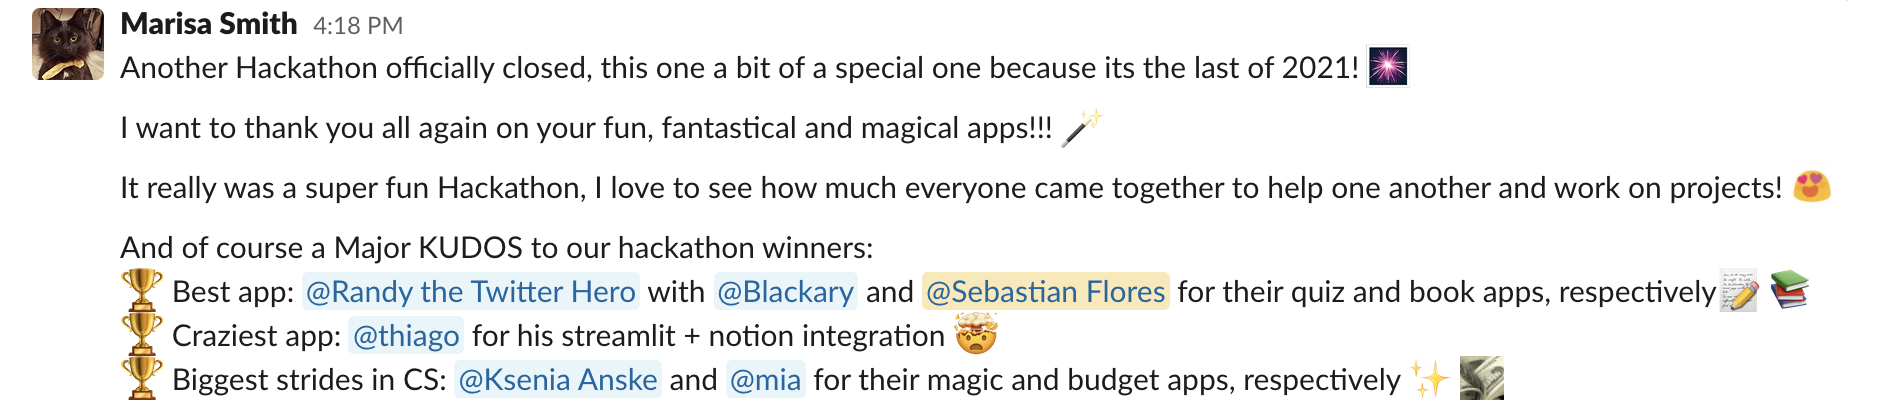 Marisa Smith 4:18 PM
Another Hackathon officially closed, this one a bit of a special one because its the last of 2021!
I want to thank you all again on your fun, fantastical and magical apps!!!
It really was a super fun Hackathon, I love to see how much everyone came together to help one another and work on projects!
And of course a Major KUDOS to our hackathon winners:
Best app: @Randy the Twitter Hero with @Blackary and @Sebastian Flores for their quiz and book apps, respectively
Craziest app: @thiago for his streamlit + notion integration
Biggest strides in CS: @Ksenia Anske and @mia for their magic and budget apps, respectively